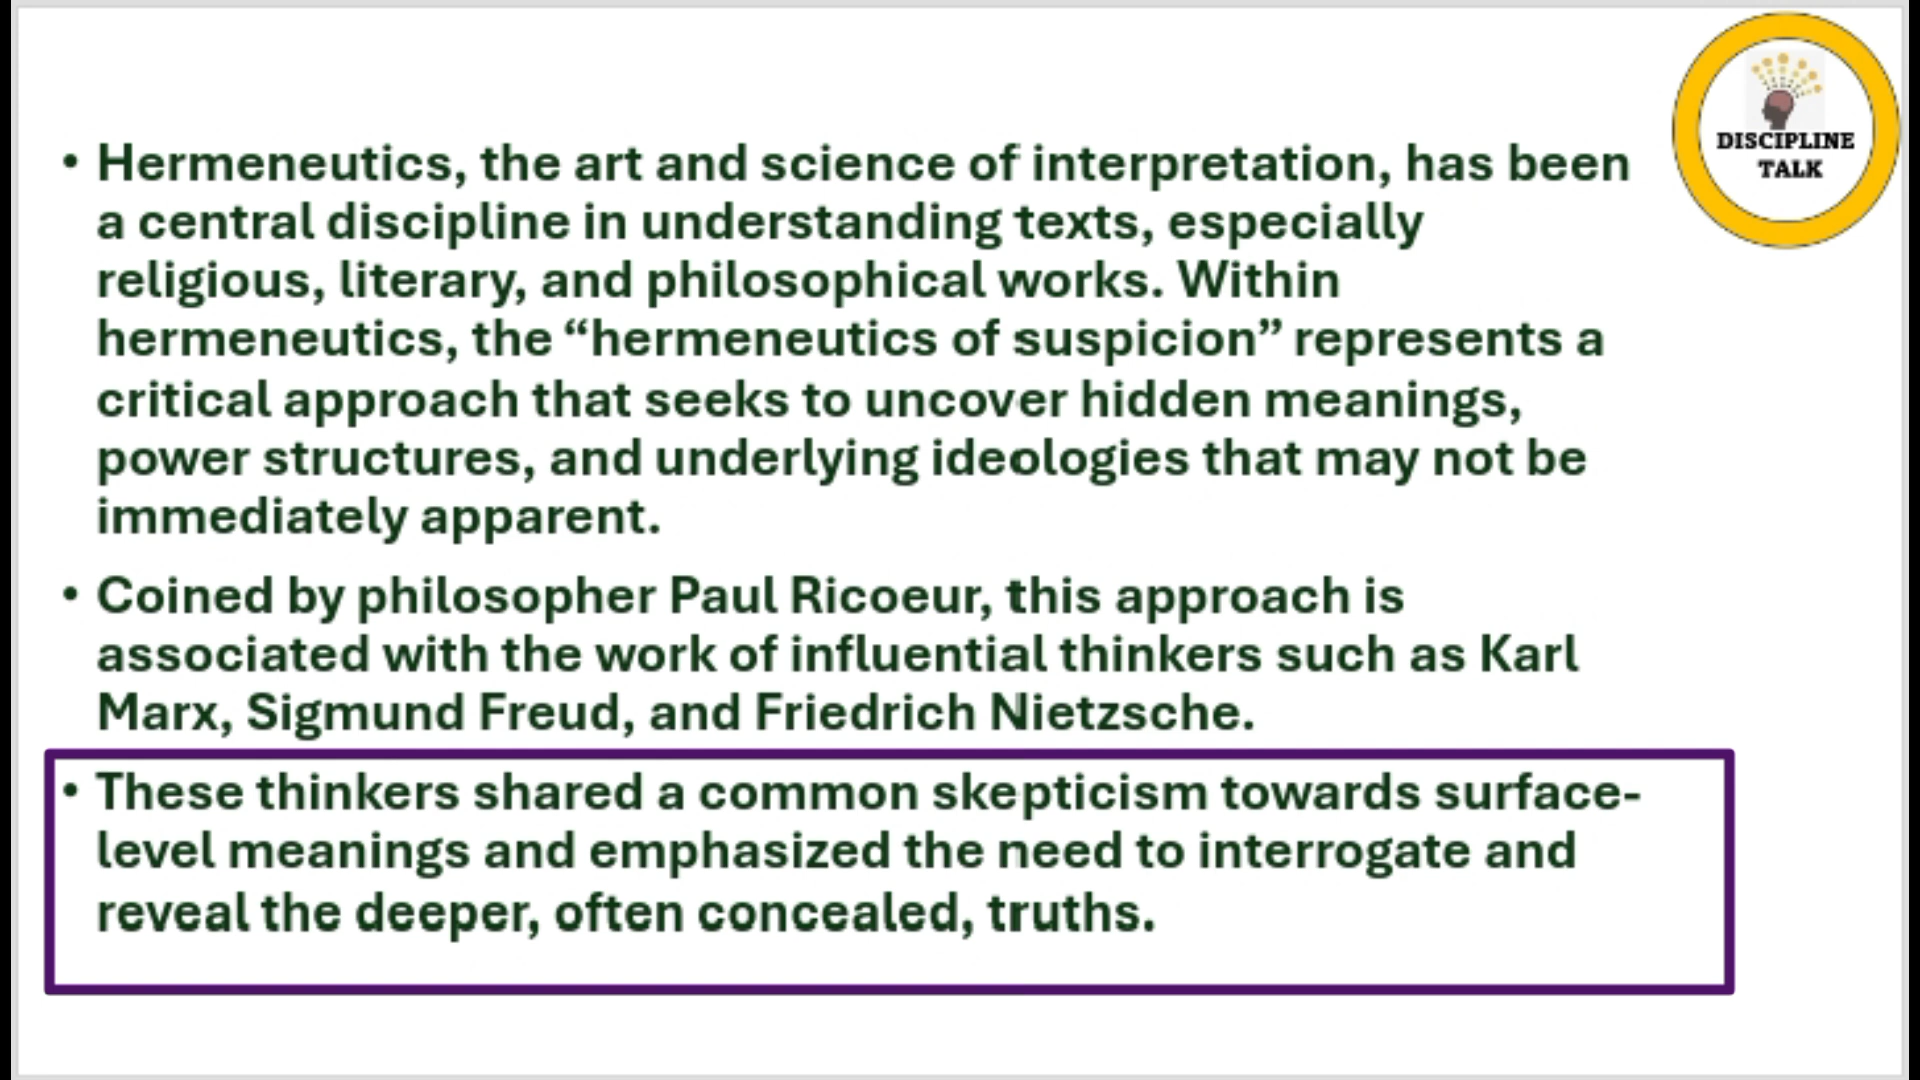 DISCIPLINE
TALK
• Hermeneutics, the art and science of interpretation, has been
a central discipline in understanding texts, especially
religious, literary, and philosophical works. Within
hermeneutics, the “hermeneutics of suspicion” represents a
critical approach that seeks to uncover hidden meanings,
power structures, and underlying ideologies that may not be
immediately apparent.
• Coined by philosopher Paul Ricoeur, this approach is
associated with the work of influential thinkers such as Karl
Marx, Sigmund Freud, and Friedrich Nietzsche.
• These thinkers shared a common skepticism towards surface-
level meanings and emphasized the need to interrogate and
reveal the deeper, often concealed, truths.